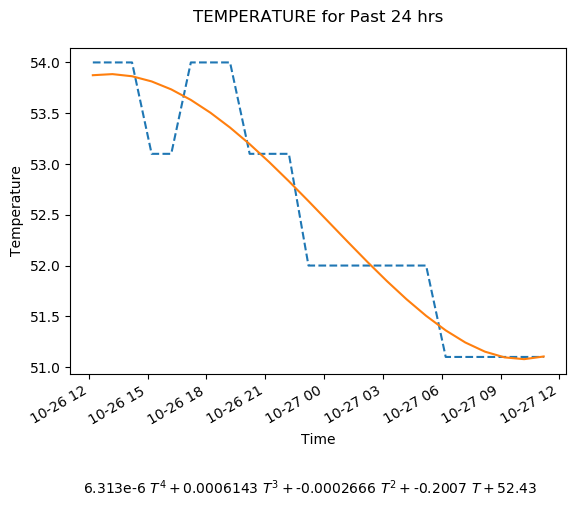 TEMPERATURE for Past 24 hrs
54.0
53.5
53.0
52.5
52.0
51.5
51.0
Temperature
10-26 12 10-26 15 10-26 18 10-26 21 10-27 00 10-27 03 10-27 06 10-27 09 10-27 12
Time
6.313e-6 T⁴ + 0.0006143 T³ + -0.0002666 T² + -0.2007 T + 52.43